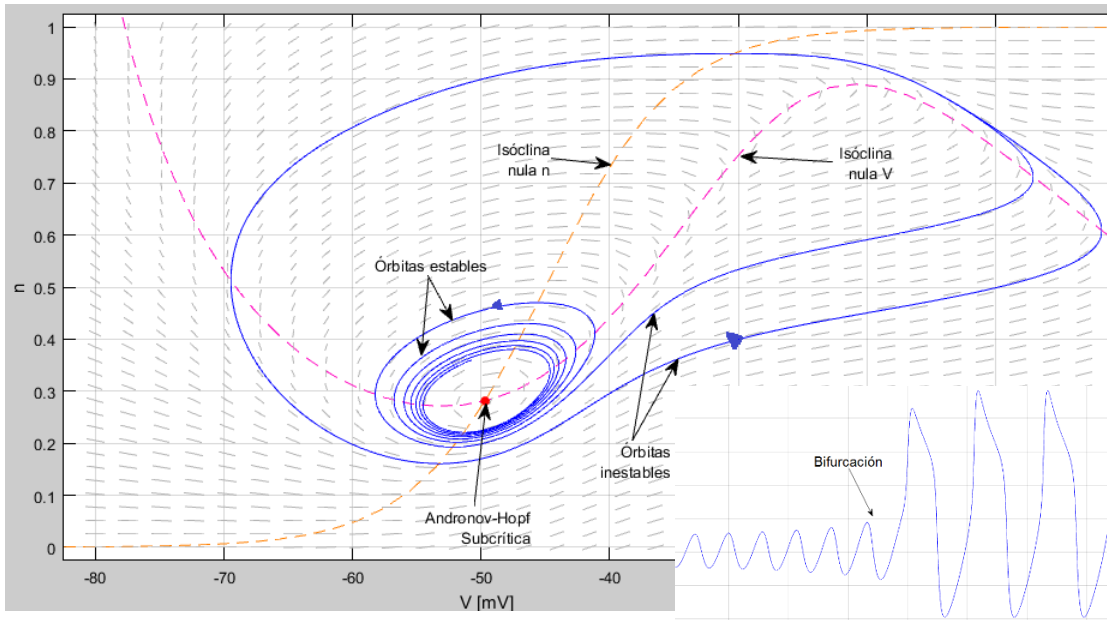 1
0.9
0.8
0.7
0.6
0.5
0.4
0.3
0.2
0.1
0
n
Isóclina
nula n
Isóclina
nula V
Órbitas estables
Órbitas
inestables
Andronov-Hopf
Subcrítica
Bifurcación
-80
-70
-60
-50
-40
V [mV]